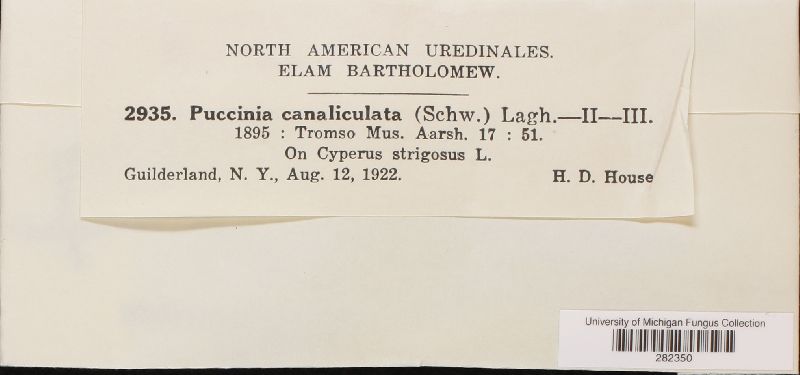 NORTH AMERICAN UREDINALES.
ELAM BARTHOLOMEW.
2935. Puccinia canaliculata (Schw.) Lagh.—II—III.
1895 : Tromso Mus. Aarsh. 17 : 51.
On Cyperus strigosus L.
Guilderland, N. Y., Aug. 12, 1922. H. D. House
University of Michigan Fungus Collection
282350